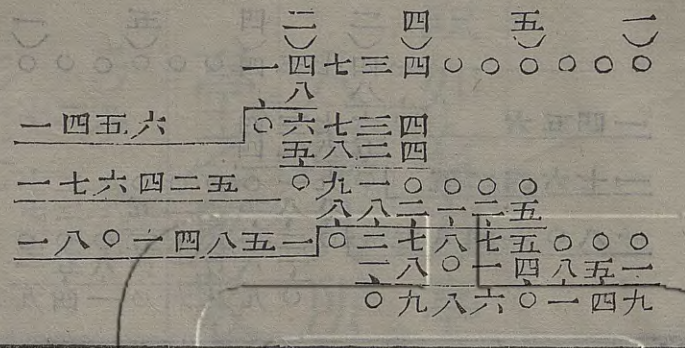 二 四 五 一
一四七三四〇〇〇〇〇〇
八
一四五六 〇六七三四
五八二四
一七六四二五 〇九一〇〇〇〇
八八二一二五
一八〇一四八五一 〇二七八七五〇〇〇
一八〇一四八五一
〇九八六〇一四九